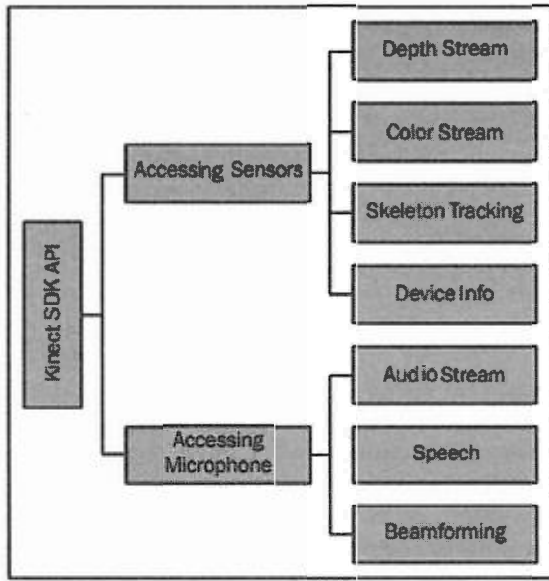 Kinect SDK API
Accessing Sensors
Depth Stream
Color Stream
Skeleton Tracking
Device Info
Accessing
Microphone
Audio Stream
Speech
Beamforming